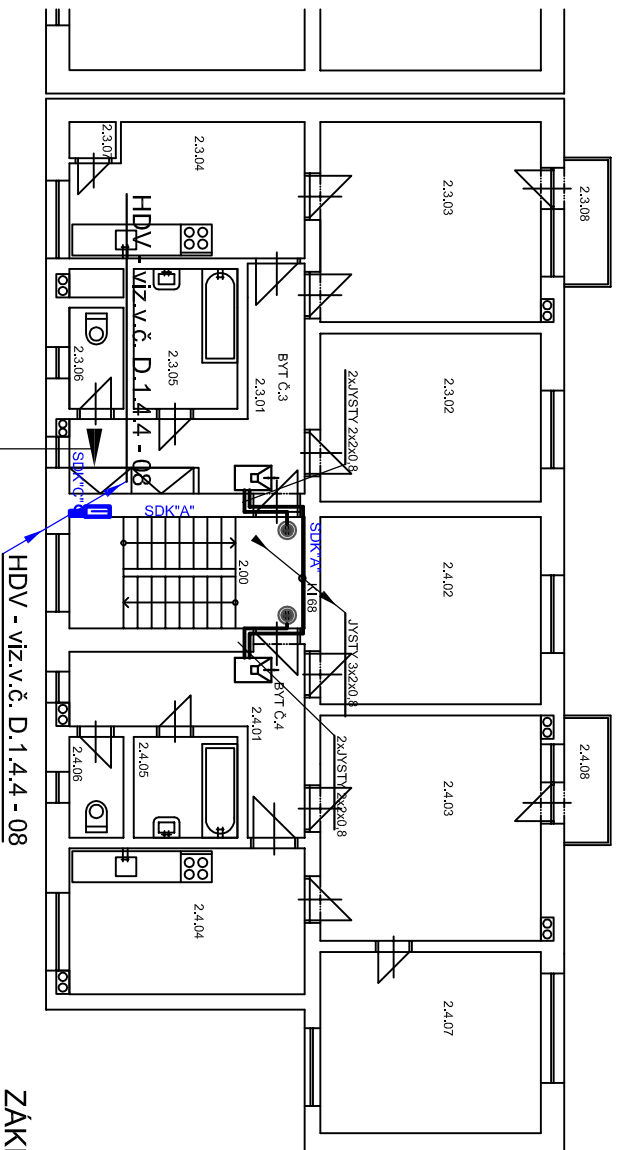 2.3.07
2.3.04
2.3.03
2.3.08
HDV - viz.v.č. D.1.4.4 - 08
2.3.06
2.3.05
2.3.01
BYT Č.3
2.3.02
2xJYSTY 2x2x0,8
SDK"C"
SDK"A"
2.00
SDK"A"
KI 68
JYSTY 3x2x0,8
2.4.02
HDV - viz.v.č. D.1.4.4 - 08
BYT Č.4
2.4.01
2xJYSTY 2x2x0,8
2.4.06
2.4.05
2.4.03
2.4.08
2.4.04
2.4.07